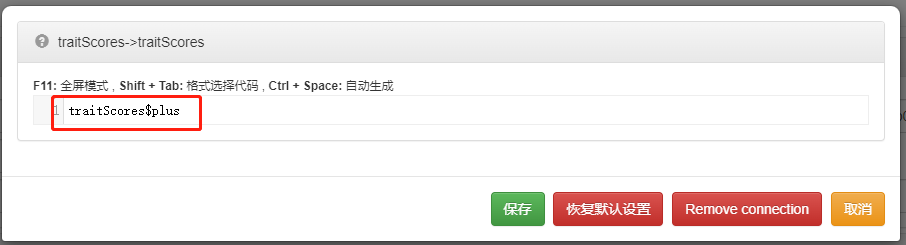 traitScores->traitScores
F11: 全屏模式 , Shift + Tab: 格式选择代码 , Ctrl + Space: 自动生成
1 traitScores$plus
保存 恢复默认设置 Remove connection 取消